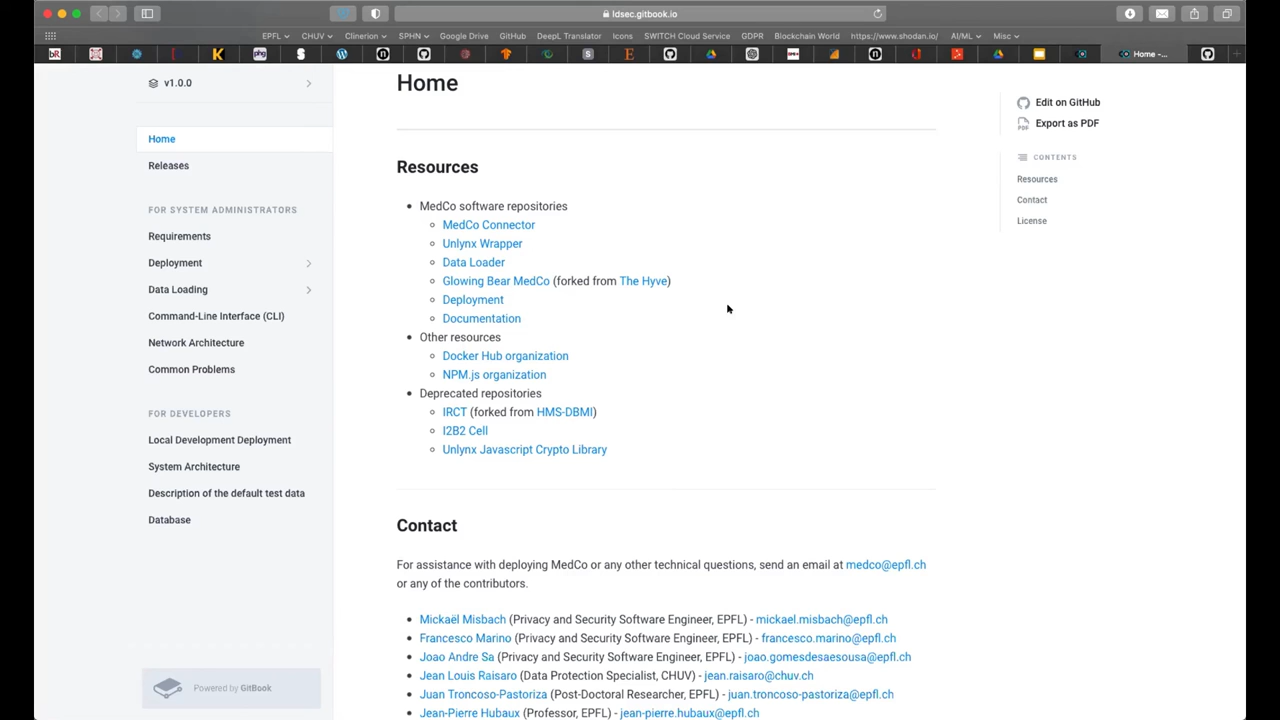 ldsec.gitbook.io
EPFL CHUV Clinerion SPHN Google Drive GitHub DeepL Translator Icons SWITCH Cloud Service GDPR Blockchain World https://www.shodan.io/ AI/ML Misc
Home -...
v1.0.0
Home
Releases
FOR SYSTEM ADMINISTRATORS
Requirements
Deployment
Data Loading
Command-Line Interface (CLI)
Network Architecture
Common Problems
FOR DEVELOPERS
Local Development Deployment
System Architecture
Description of the default test data
Database
Powered by GitBook
Home
Resources
• MedCo software repositories
◦ MedCo Connector
◦ Unlynx Wrapper
◦ Data Loader
◦ Glowing Bear MedCo (forked from The Hyve)
◦ Deployment
◦ Documentation
• Other resources
◦ Docker Hub organization
◦ NPM.js organization
• Deprecated repositories
◦ IRCT (forked from HMS-DBMI)
◦ I2B2 Cell
◦ Unlynx Javascript Crypto Library
Contact
For assistance with deploying MedCo or any other technical questions, send an email at medco@epfl.ch
or any of the contributors.
• Mickaël Misbach (Privacy and Security Software Engineer, EPFL) - mickael.misbach@epfl.ch
• Francesco Marino (Privacy and Security Software Engineer, EPFL) - francesco.marino@epfl.ch
• Joao Andre Sa (Privacy and Security Software Engineer, EPFL) - joao.gomesdesaesousa@epfl.ch
• Jean Louis Raisaro (Data Protection Specialist, CHUV) - jean.raisaro@chuv.ch
• Juan Troncoso-Pastoriza (Post-Doctoral Researcher, EPFL) - juan.troncoso-pastoriza@epfl.ch
• Jean-Pierre Hubaux (Professor, EPFL) - jean-pierre.hubaux@epfl.ch
Edit on GitHub
Export as PDF
CONTENTS
Resources
Contact
License